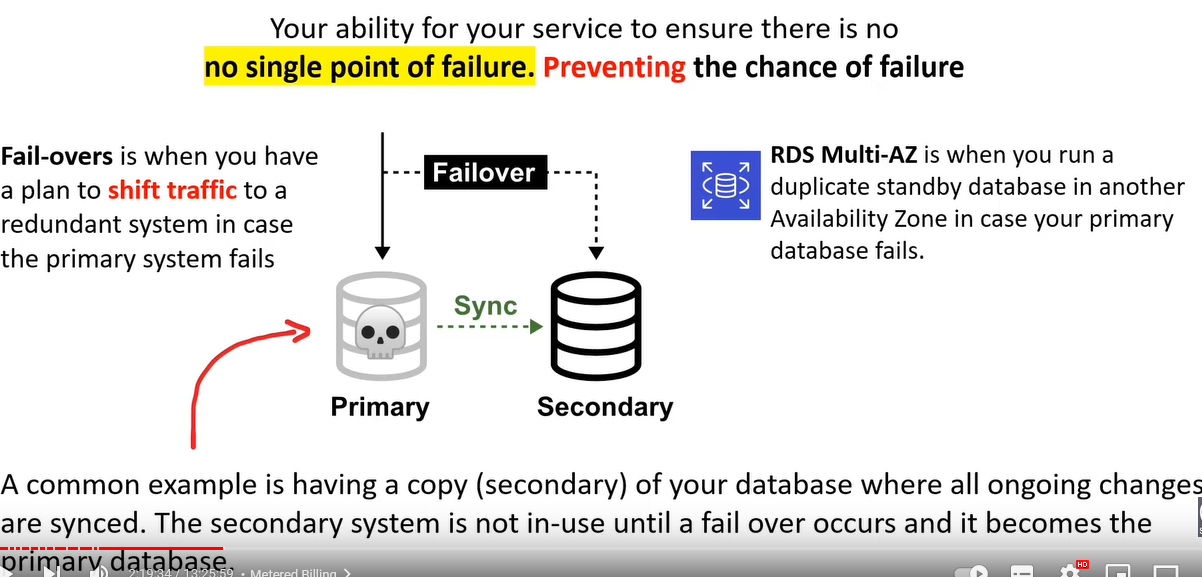 Your ability for your service to ensure there is no
no single point of failure. Preventing the chance of failure
Fail-overs is when you have
a plan to shift traffic to a
redundant system in case
the primary system fails
Failover
Sync
Primary
Secondary
RDS Multi-AZ is when you run a
duplicate standby database in another
Availability Zone in case your primary
database fails.
A common example is having a copy (secondary) of your database where all ongoing changes
are synced. The secondary system is not in-use until a fail over occurs and it becomes the
primary database.
2:19:34 / 13:25:59 • Metered Billing
HD